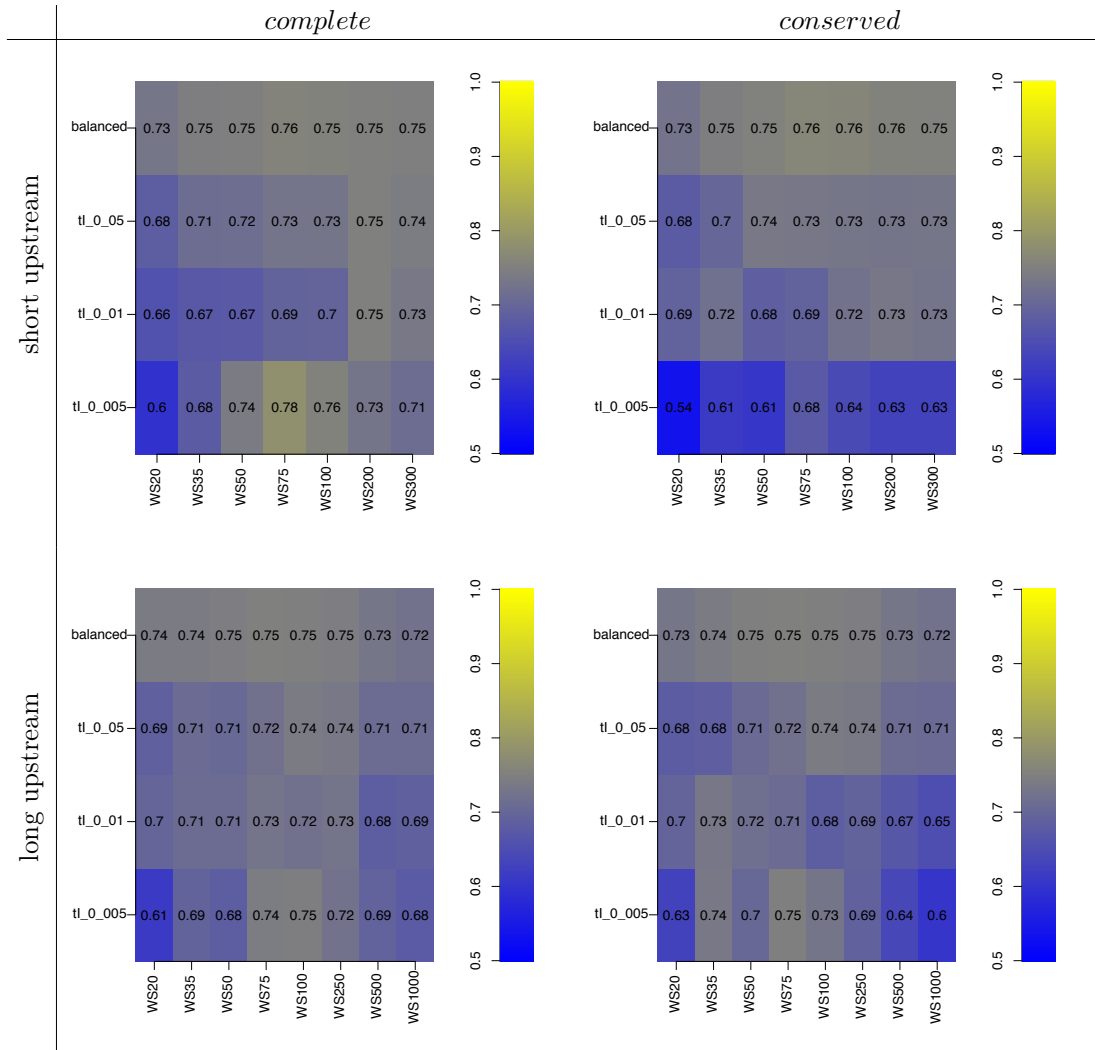 complete conserved
short upstream
balanced 0.73 0.75 0.75 0.76 0.75 0.75 0.75
tl_0_05 0.68 0.71 0.72 0.73 0.73 0.75 0.74
tl_0_01 0.66 0.67 0.67 0.69 0.7 0.75 0.73
tl_0_005 0.6 0.68 0.74 0.78 0.76 0.73 0.71
WS20 WS35 WS50 WS75 WS100 WS200 WS300
0.5 0.6 0.7 0.8 0.9 1.0
balanced 0.73 0.75 0.75 0.76 0.76 0.76 0.75
tl_0_05 0.68 0.7 0.74 0.73 0.73 0.73 0.73
tl_0_01 0.69 0.72 0.68 0.69 0.72 0.73 0.73
tl_0_005 0.54 0.61 0.61 0.68 0.64 0.63 0.63
WS20 WS35 WS50 WS75 WS100 WS200 WS300
0.5 0.6 0.7 0.8 0.9 1.0
long upstream
balanced 0.74 0.74 0.75 0.75 0.75 0.75 0.73 0.72
tl_0_05 0.69 0.71 0.71 0.72 0.74 0.74 0.71 0.71
tl_0_01 0.7 0.71 0.71 0.73 0.72 0.73 0.68 0.69
tl_0_005 0.61 0.69 0.68 0.74 0.75 0.72 0.69 0.68
WS20 WS35 WS50 WS75 WS100 WS250 WS500 WS1000
0.5 0.6 0.7 0.8 0.9 1.0
balanced 0.73 0.74 0.75 0.75 0.75 0.75 0.73 0.72
tl_0_05 0.68 0.68 0.71 0.72 0.74 0.74 0.71 0.71
tl_0_01 0.7 0.73 0.72 0.71 0.68 0.69 0.67 0.65
tl_0_005 0.63 0.74 0.7 0.75 0.73 0.69 0.64 0.6
WS20 WS35 WS50 WS75 WS100 WS250 WS500 WS1000
0.5 0.6 0.7 0.8 0.9 1.0